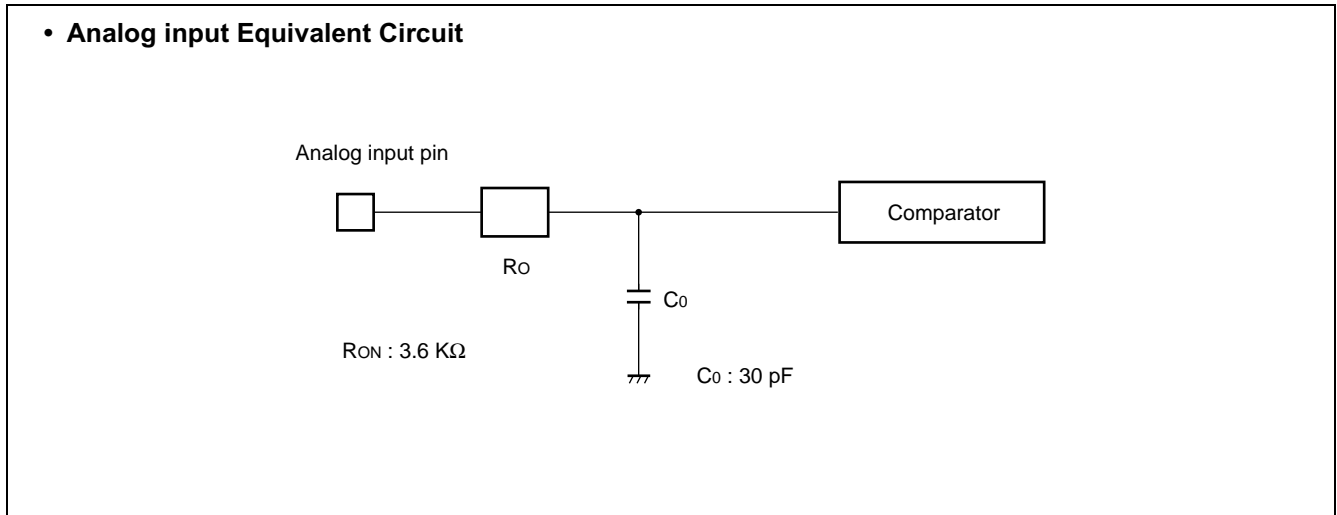 • Analog input Equivalent Circuit
Analog input pin
Comparator
RO
C0
RON : 3.6 KΩ
C0 : 30 pF